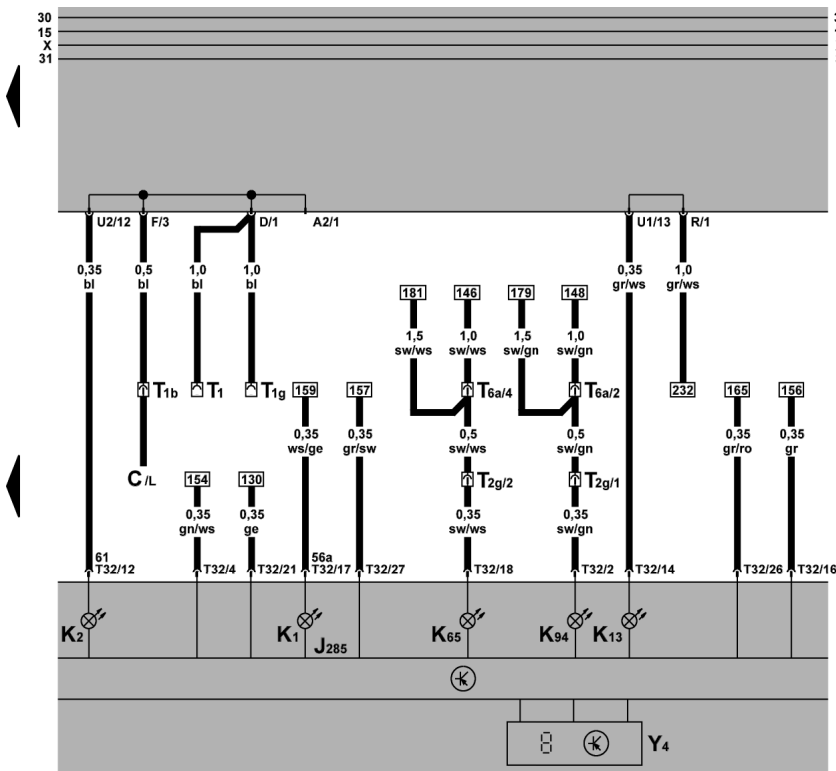 30
15
X
31
U2/12 F/3 D/1 A2/1 U1/13 R/1
0,35 0,5 1,0 1,0 0,35 1,0
bl bl bl bl gr/ws gr/ws
181 146 179 148
1,5 1,0 1,5 1,0
sw/ws sw/ws sw/gn sw/gn
T1b T1 T1g 159 157 T6a/4 T6a/2 232 165 156
0,35 0,35 0,5 0,5 0,35 0,35
ws/ge gr/sw sw/ws sw/gn gr/ro gr
C/L 154 130 T2g/2 T2g/1
0,35 0,35 0,35 0,35
gn/ws ge sw/ws sw/gn
61 56a
T32/12 T32/4 T32/21 T32/17 T32/27 T32/18 T32/2 T32/14 T32/26 T32/16
K2 K1 K65 K94 K13
J285
8 Y4